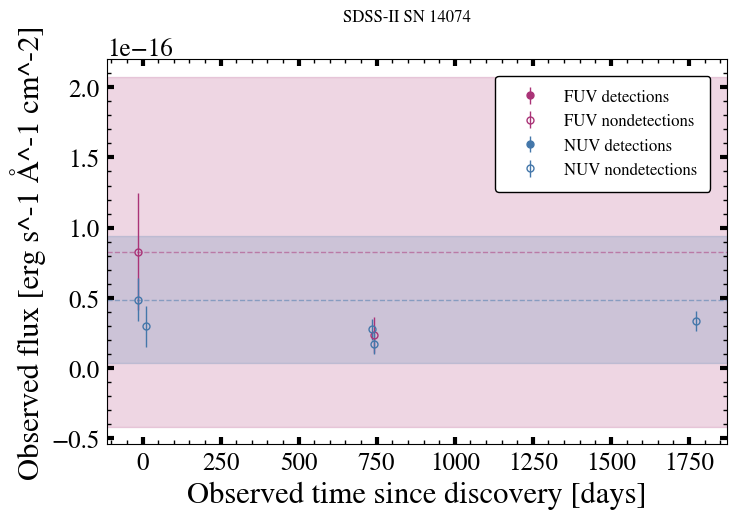 SDSS-II SN 14074
1e−16
Observed flux [erg s^-1 Å^-1 cm^-2]
2.0
1.5
1.0
0.5
0.0
−0.5
FUV detections
FUV nondetections
NUV detections
NUV nondetections
0 250 500 750 1000 1250 1500 1750
Observed time since discovery [days]